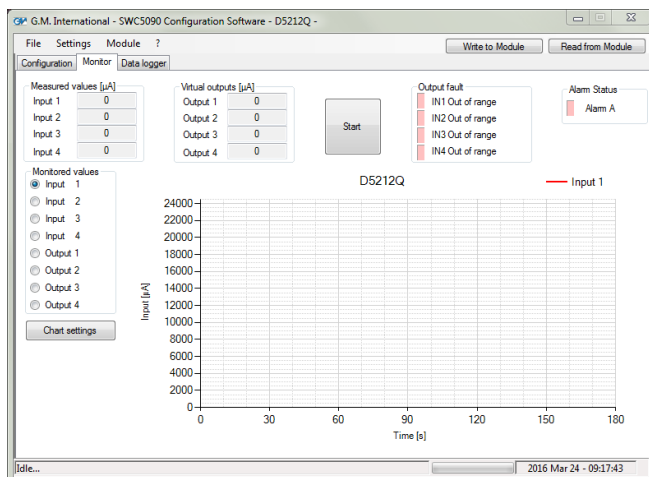 G.M. International - SWC5090 Configuration Software - D5212Q -
File Settings Module ?
Write to Module Read from Module
Configuration Monitor Data logger
Measured values [µA]
Input 1 0
Input 2 0
Input 3 0
Input 4 0
Virtual outputs [µA]
Output 1 0
Output 2 0
Output 3 0
Output 4 0
Start
Output fault
IN1 Out of range
IN2 Out of range
IN3 Out of range
IN4 Out of range
Alarm Status
Alarm A
Monitored values
Input 1
Input 2
Input 3
Input 4
Output 1
Output 2
Output 3
Output 4
Chart settings
D5212Q
Input 1
Input [µA]
24000
22000
20000
18000
16000
14000
12000
10000
8000
6000
4000
2000
0
0 30 60 90 120 150 180
Time [s]
Idle...
2016 Mar 24 - 09:17:43